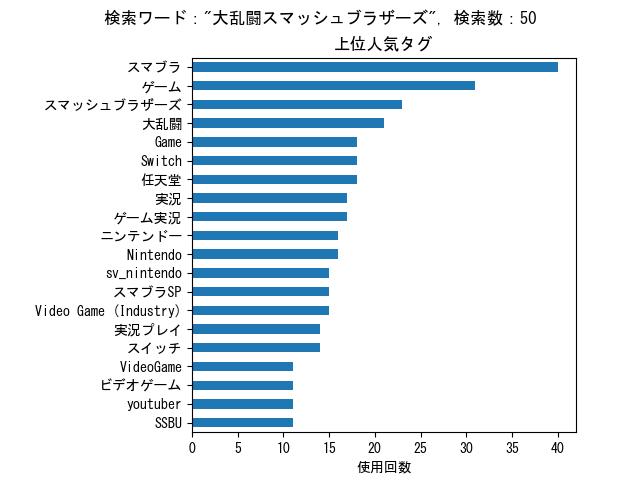 検索ワード："大乱闘スマッシュブラザーズ", 検索数：50
上位人気タグ
スマブラ
ゲーム
スマッシュブラザーズ
大乱闘
Game
Switch
任天堂
実況
ゲーム実況
ニンテンドー
Nintendo
sv_nintendo
スマブラSP
Video Game (Industry)
実況プレイ
スイッチ
VideoGame
ビデオゲーム
youtuber
SSBU
0 5 10 15 20 25 30 35 40
使用回数